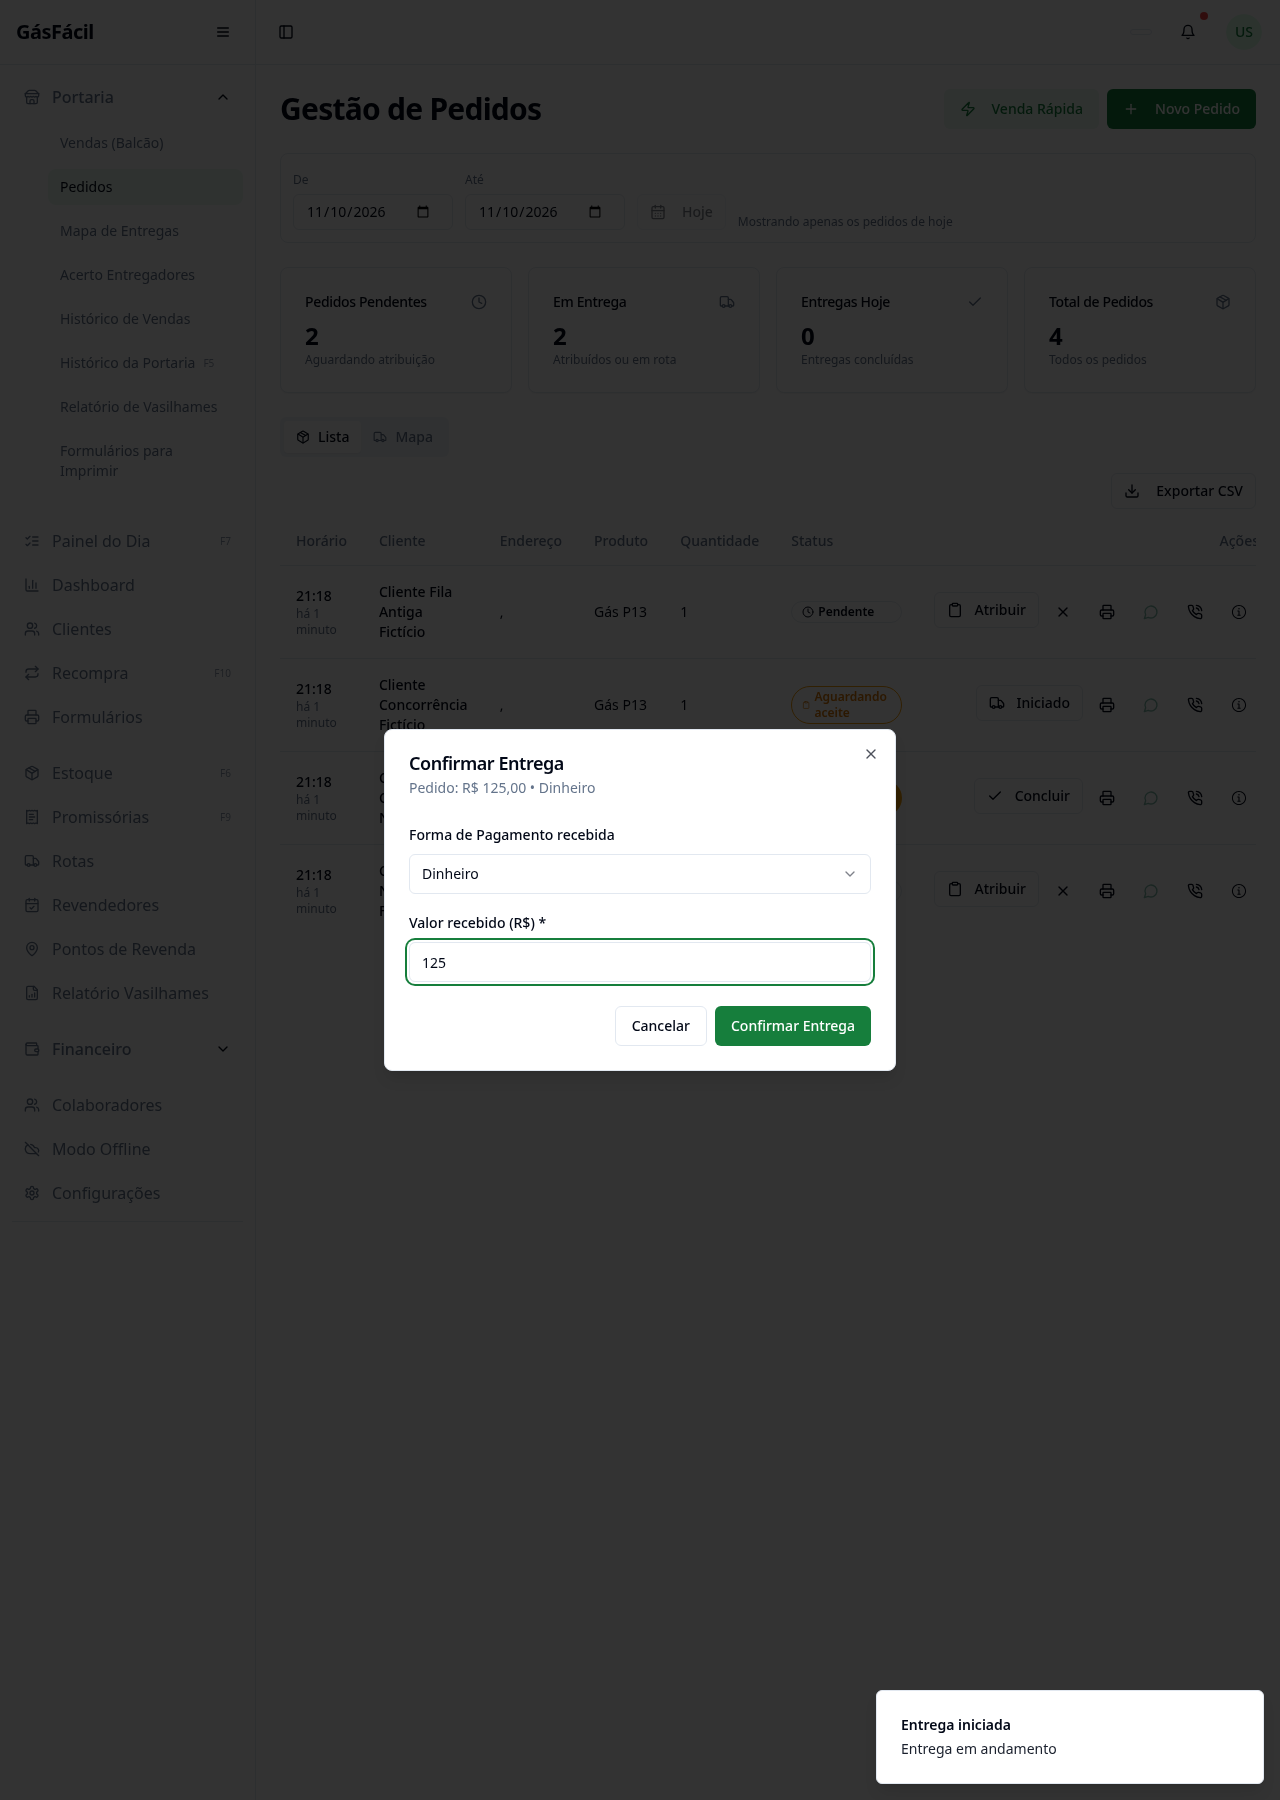 GásFácil
US
Portaria
Vendas (Balcão)
Pedidos
Mapa de Entregas
Acerto Entregadores
Histórico de Vendas
Histórico da Portaria F5
Relatório de Vasilhames
Formulários para
Imprimir
Painel do Dia F7
Dashboard
Clientes
Recompra F10
Formulários
Estoque F6
Promissórias F9
Rotas
Revendedores
Pontos de Revenda
Relatório Vasilhames
Financeiro
Colaboradores
Modo Offline
Configurações
Gestão de Pedidos
Venda Rápida
Novo Pedido
De
Até
11/10/2026
11/10/2026
Hoje
Mostrando apenas os pedidos de hoje
Pedidos Pendentes
2
Aguardando atribuição
Em Entrega
2
Atribuídos ou em rota
Entregas Hoje
0
Entregas concluídas
Total de Pedidos
4
Todos os pedidos
Lista
Mapa
Exportar CSV
Horário Cliente Endereço Produto Quantidade Status Ações
21:18
há 1
minuto
Cliente Fila
Antiga
Fictício
,
Gás P13
1
Pendente
Atribuir
21:18
há 1
minuto
Cliente
Concorrência
Fictício
,
Gás P13
1
Aguardando
aceite
Iniciado
21:18
há 1
minuto
Concluir
21:18
há 1
minuto
Atribuir
Confirmar Entrega
Pedido: R$ 125,00 • Dinheiro
Forma de Pagamento recebida
Dinheiro
Valor recebido (R$) *
125
Cancelar
Confirmar Entrega
Entrega iniciada
Entrega em andamento